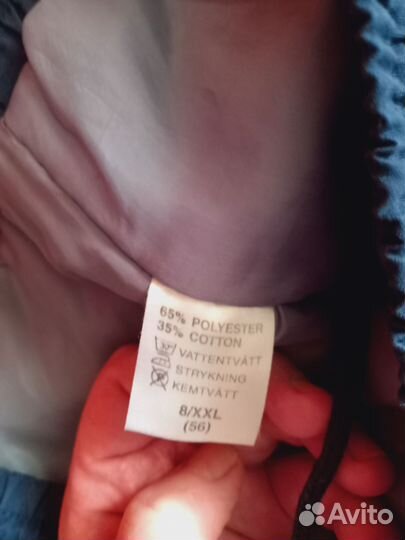 65% POLYESTER
35% COTTON
VATTENTVÄTT
STRYKNING
KEMTVÄTT
8/XXL
(56)
Avito